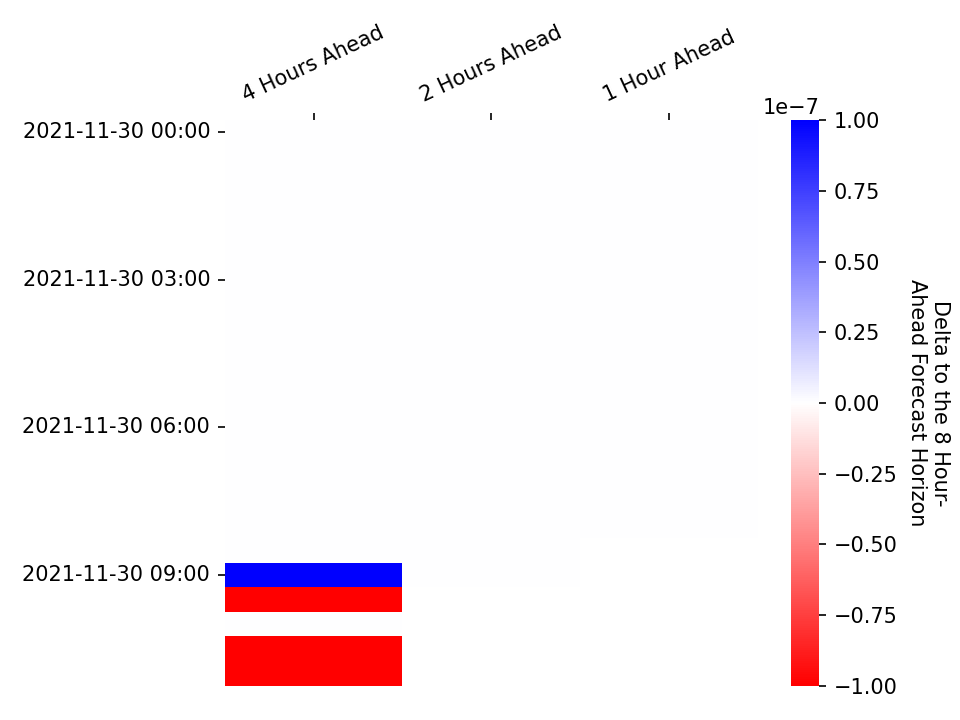 4 Hours Ahead
2 Hours Ahead
1 Hour Ahead
2021-11-30 00:00
2021-11-30 03:00
2021-11-30 06:00
2021-11-30 09:00
1e−7
1.00
0.75
0.50
0.25
0.00
−0.25
−0.50
−0.75
−1.00
Delta to the 8 Hour-
Ahead Forecast Horizon